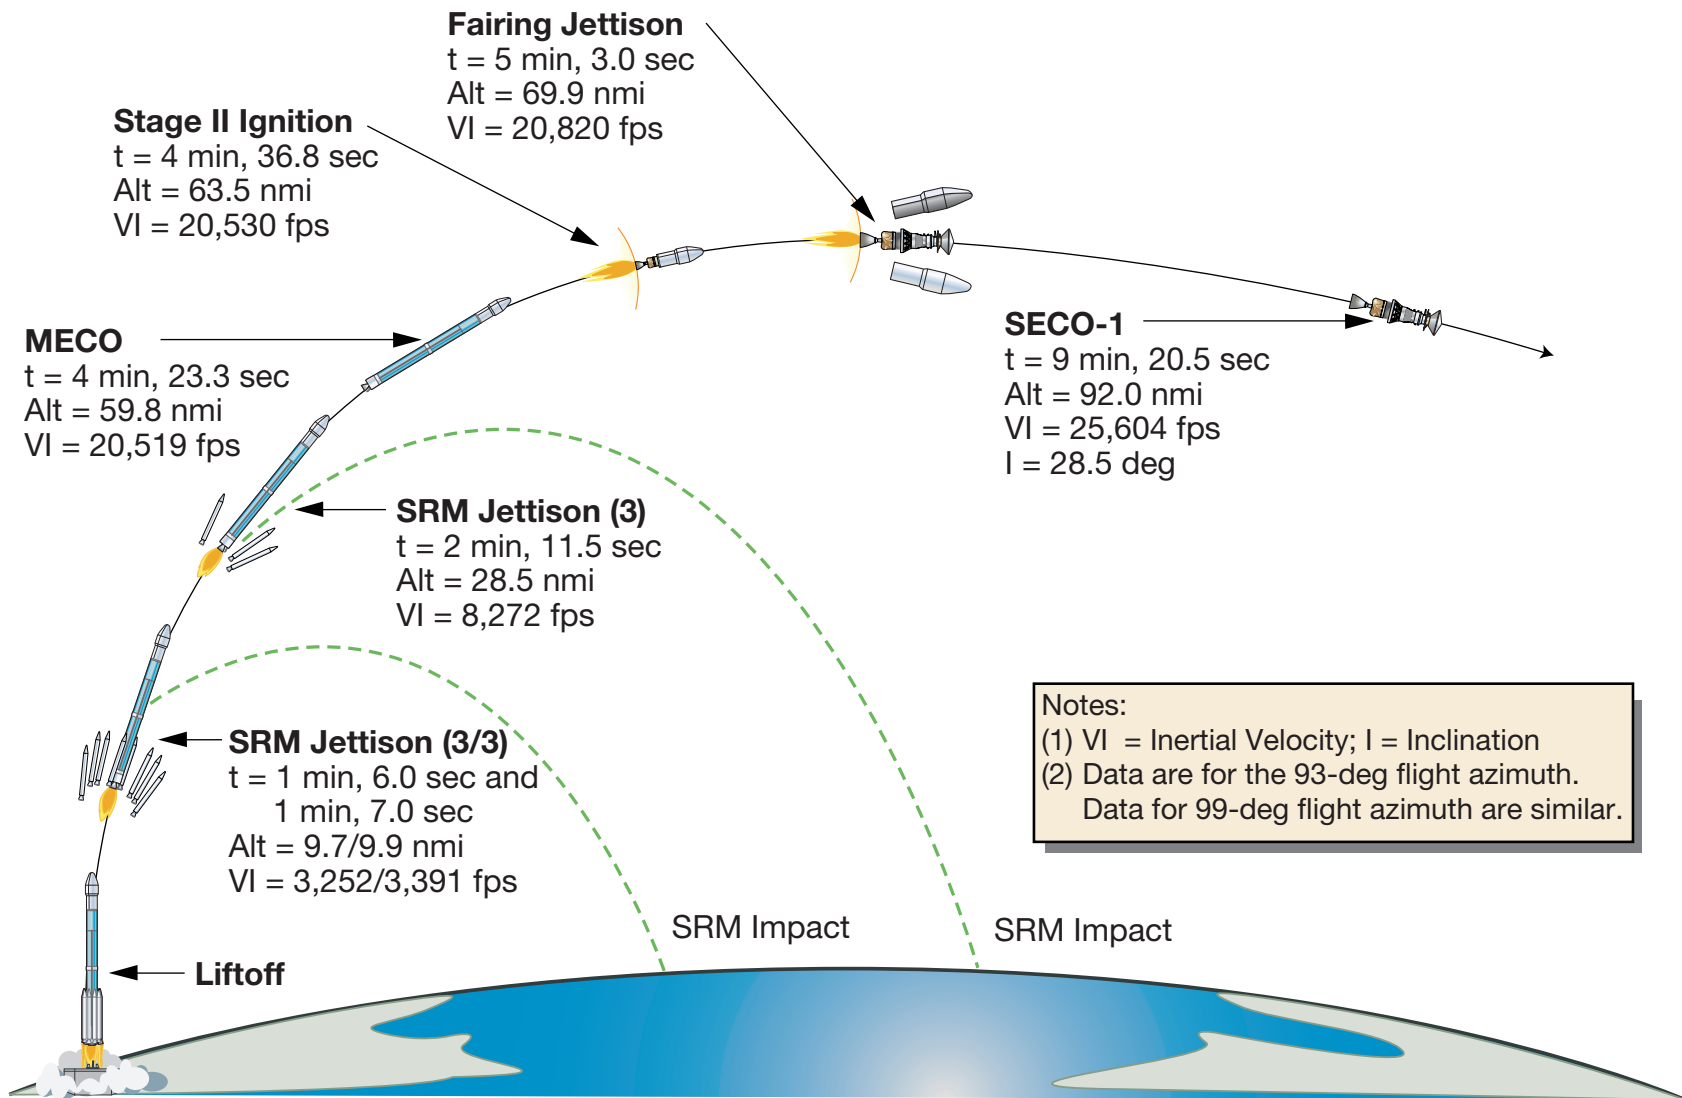 Fairing Jettison
t = 5 min, 3.0 sec
Alt = 69.9 nmi
VI = 20,820 fps
Stage II Ignition
t = 4 min, 36.8 sec
Alt = 63.5 nmi
VI = 20,530 fps
MECO
t = 4 min, 23.3 sec
Alt = 59.8 nmi
VI = 20,519 fps
SECO-1
t = 9 min, 20.5 sec
Alt = 92.0 nmi
VI = 25,604 fps
I = 28.5 deg
SRM Jettison (3)
t = 2 min, 11.5 sec
Alt = 28.5 nmi
VI = 8,272 fps
SRM Jettison (3/3)
t = 1 min, 6.0 sec and
1 min, 7.0 sec
Alt = 9.7/9.9 nmi
VI = 3,252/3,391 fps
Notes:
(1) VI = Inertial Velocity; I = Inclination
(2) Data are for the 93-deg flight azimuth.
Data for 99-deg flight azimuth are similar.
SRM Impact
SRM Impact
Liftoff